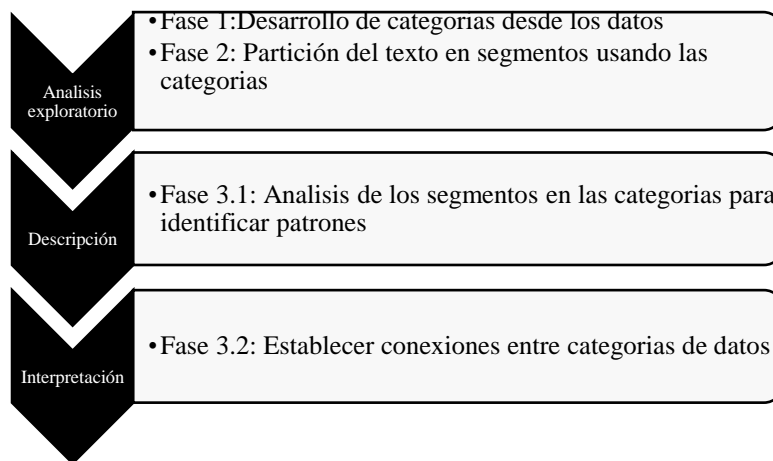 •Fase 1:Desarrollo de categorias desde los datos
•Fase 2: Partición del texto en segmentos usando las
categorias
Analisis
exploratorio
•Fase 3.1: Analisis de los segmentos en las categorias para
identificar patrones
Descripción
•Fase 3.2: Establecer conexiones entre categorias de datos
Interpretación